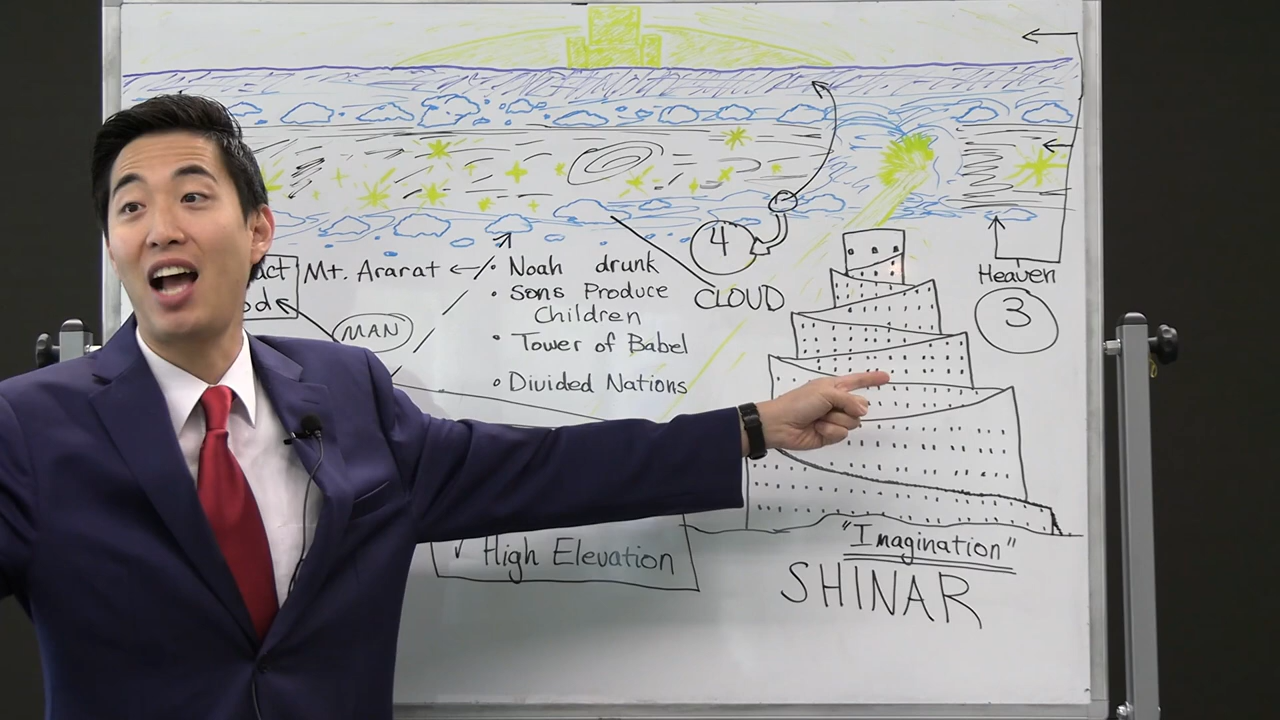 Mt. Ararat
• Noah drunk
• Sons Produce
Children
• Tower of Babel
• Divided Nations
MAN
4
CLOUD
Heaven
3
✓ High Elevation
"Imagination"
SHINAR